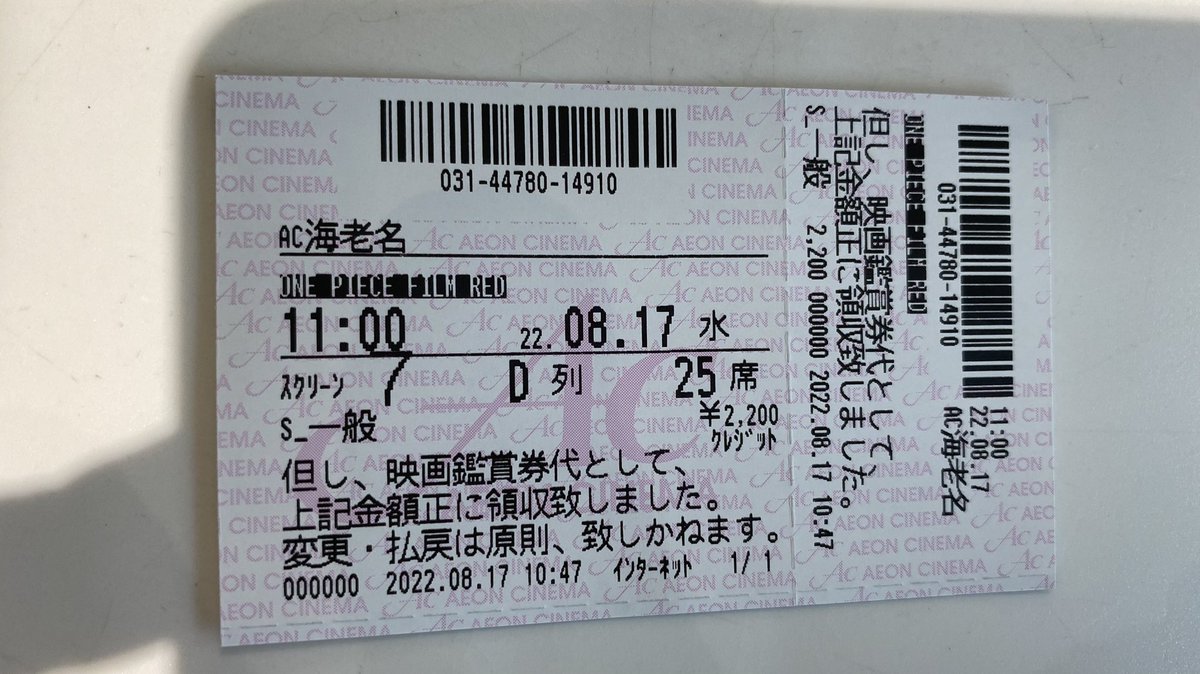 031-44780-14910
AC海老名
ONE PIECE FILM RED
11:00 22.08.17 水
スクリーン 7 D 列 25 席
¥2,200
S_一般 クレジット
但し、映画鑑賞券代として、
上記金額正に領収致しました。
変更・払戻は原則、致しかねます。
000000 2022.08.17 10:47 インターネット 1/ 1
031-44780-14910
11:00
22.08.17
AC海老名
ONE PIECE FILM RED
但し、映画鑑賞券代として
上記金額正に領収致しました。
S_ 般 2,200 000000 2022.08.17 10:47
AEON CINEMA